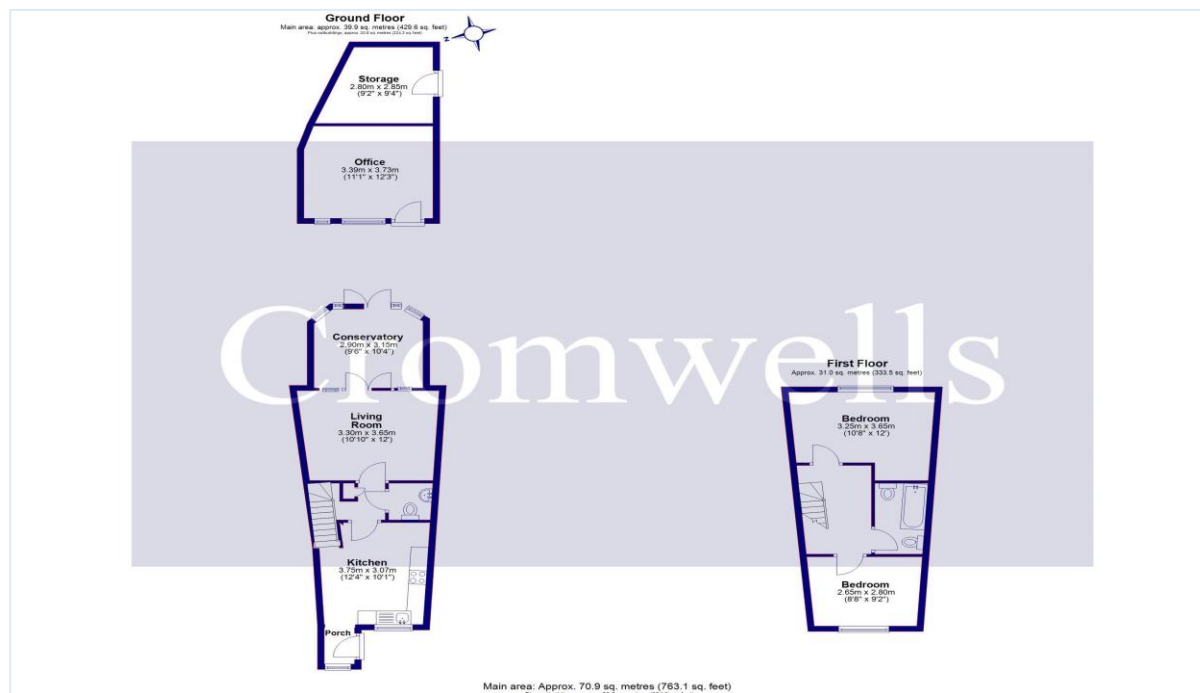 Ground Floor
Main area: approx. 39.9 sq. metres (429.6 sq. feet)
Plus outbuildings, approx.
N
Storage
2.80m x 2.85m
(9'2" x 9'4")
Office
3.39m x 3.73m
(11'1" x 12'3")
Cromwells
Conservatory
2.90m x 3.15m
(9'6" x 10'4")
Living
Room
3.30m x 3.65m
(10'10" x 12')
Kitchen
3.75m x 3.07m
(12'4" x 10'1")
Porch
First Floor
Approx. 31.0 sq. metres (333.5 sq. feet)
Bedroom
3.25m x 3.65m
(10'8" x 12')
Bedroom
2.65m x 2.80m
(8'8" x 9'2")
Main area: Approx. 70.9 sq. metres (763.1 sq. feet)